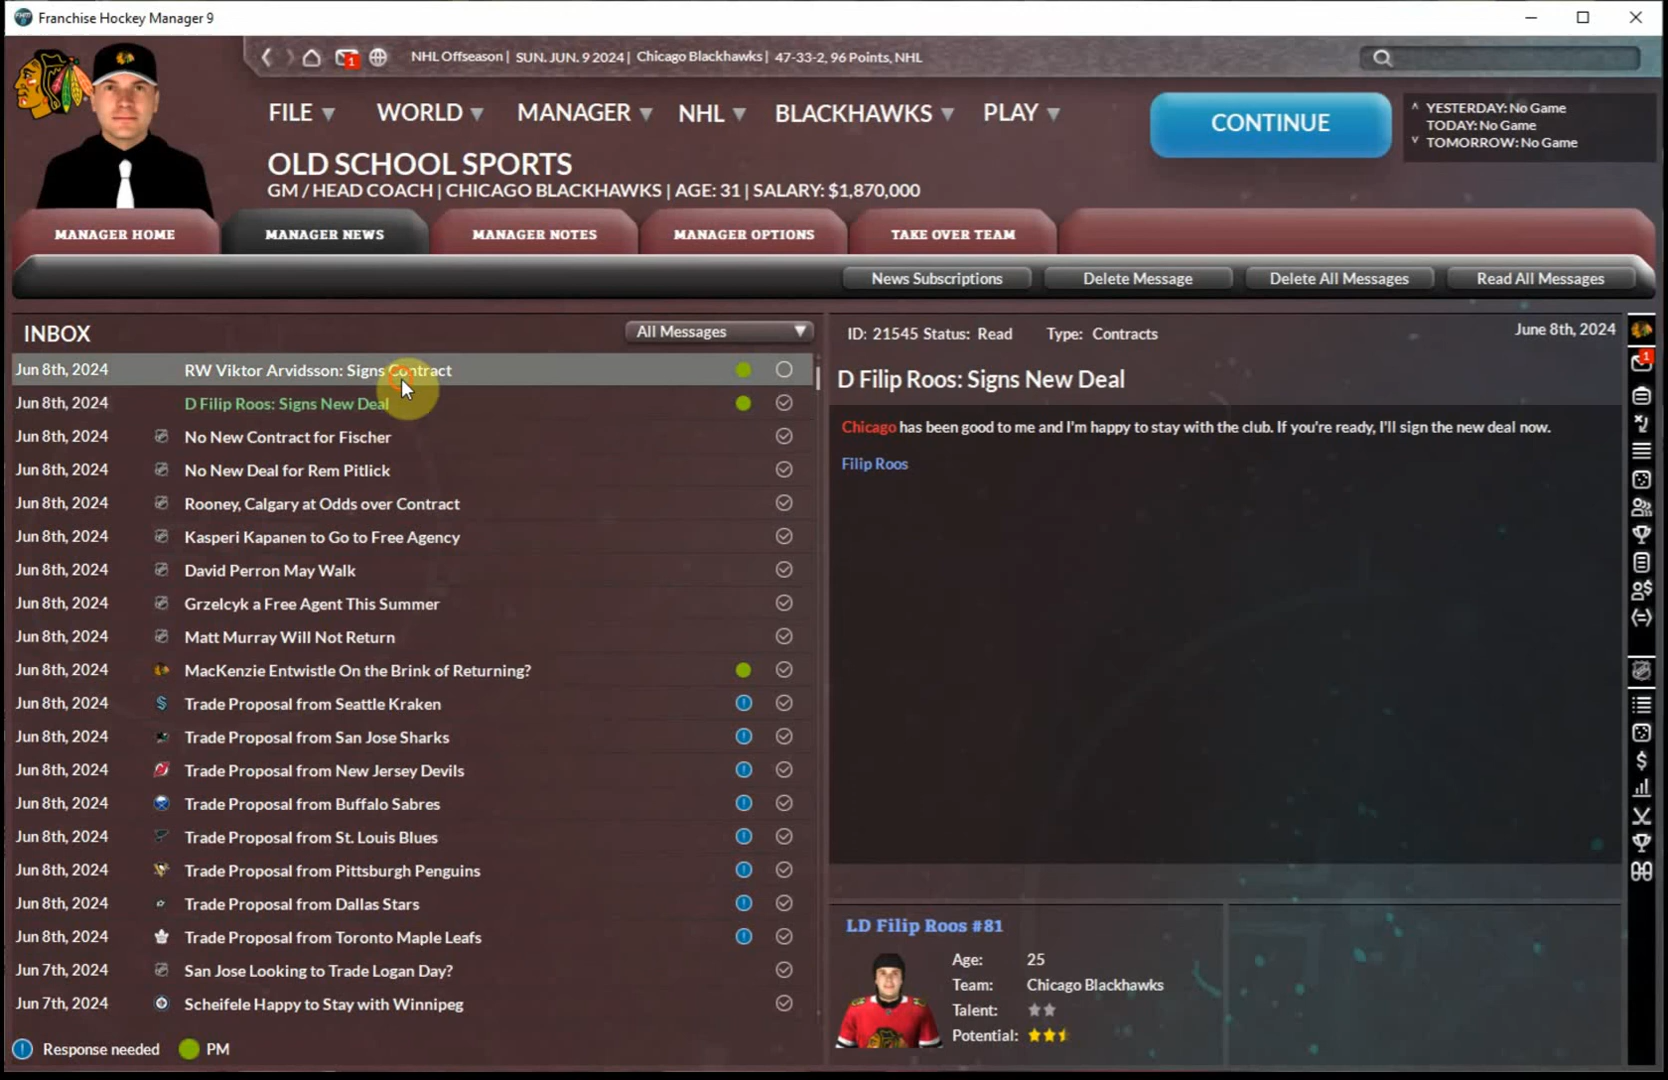 Franchise Hockey Manager 9
1
NHL Offseason | SUN. JUN. 9 2024 | Chicago Blackhawks | 47-33-2, 96 Points, NHL
FILE WORLD MANAGER NHL BLACKHAWKS PLAY
CONTINUE
YESTERDAY: No Game
TODAY: No Game
TOMORROW: No Game
OLD SCHOOL SPORTS
GM / HEAD COACH | CHICAGO BLACKHAWKS | AGE: 31 | SALARY: $1,870,000
MANAGER HOME MANAGER NEWS MANAGER NOTES MANAGER OPTIONS TAKE OVER TEAM
News Subscriptions Delete Message Delete All Messages Read All Messages
INBOX All Messages
Jun 8th, 2024 RW Viktor Arvidsson: Signs Contract
Jun 8th, 2024 D Filip Roos: Signs New Deal
Jun 8th, 2024 No New Contract for Fischer
Jun 8th, 2024 No New Deal for Rem Pitlick
Jun 8th, 2024 Rooney, Calgary at Odds over Contract
Jun 8th, 2024 Kasperi Kapanen to Go to Free Agency
Jun 8th, 2024 David Perron May Walk
Jun 8th, 2024 Grzelcyk a Free Agent This Summer
Jun 8th, 2024 Matt Murray Will Not Return
Jun 8th, 2024 MacKenzie Entwistle On the Brink of Returning?
Jun 8th, 2024 Trade Proposal from Seattle Kraken
Jun 8th, 2024 Trade Proposal from San Jose Sharks
Jun 8th, 2024 Trade Proposal from New Jersey Devils
Jun 8th, 2024 Trade Proposal from Buffalo Sabres
Jun 8th, 2024 Trade Proposal from St. Louis Blues
Jun 8th, 2024 Trade Proposal from Pittsburgh Penguins
Jun 8th, 2024 Trade Proposal from Dallas Stars
Jun 8th, 2024 Trade Proposal from Toronto Maple Leafs
Jun 7th, 2024 San Jose Looking to Trade Logan Day?
Jun 7th, 2024 Scheifele Happy to Stay with Winnipeg
Response needed PM
ID: 21545 Status: Read Type: Contracts June 8th, 2024
D Filip Roos: Signs New Deal
Chicago has been good to me and I'm happy to stay with the club. If you're ready, I'll sign the new deal now.
Filip Roos
LD Filip Roos #81
Age: 25
Team: Chicago Blackhawks
Talent:
Potential:
1